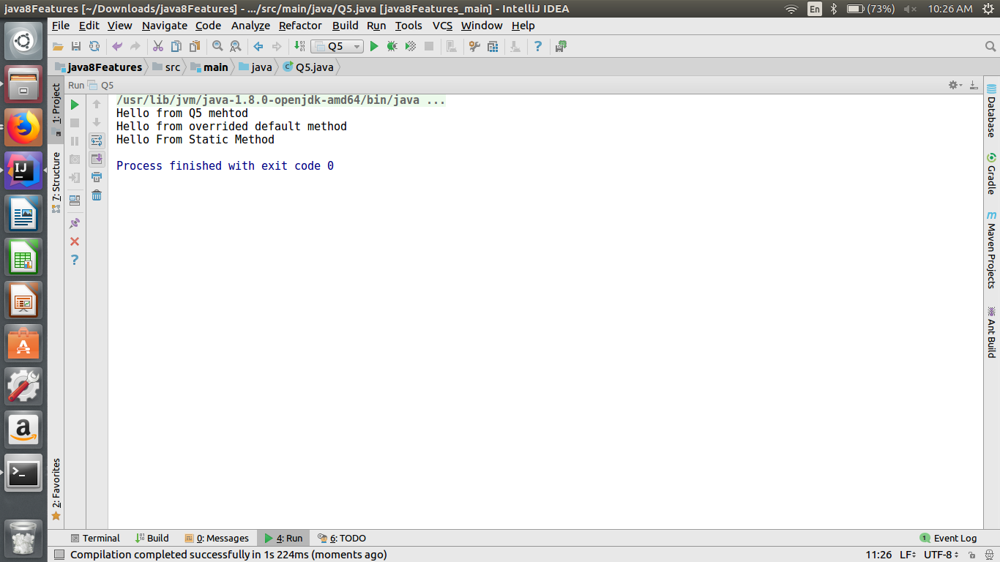 java8Features [~/Downloads/java8Features] - .../src/main/java/Q5.java [java8Features_main] - IntelliJ IDEA
En
(73%)
10:26 AM
File Edit View Navigate Code Analyze Refactor Build Run Tools VCS Window Help
Q5
java8Features src main java Q5.java
Run Q5
1: Project
7: Structure
2: Favorites
/usr/lib/jvm/java-1.8.0-openjdk-amd64/bin/java ...
Hello from Q5 mehtod
Hello from overrided default method
Hello From Static Method
Process finished with exit code 0
Database
Gradle
m
Maven Projects
Ant Build
IJ
A
a
>_
Terminal Build 0: Messages 4: Run 6: TODO
1 Event Log
Compilation completed successfully in 1s 224ms (moments ago)
11:26 LF UTF-8